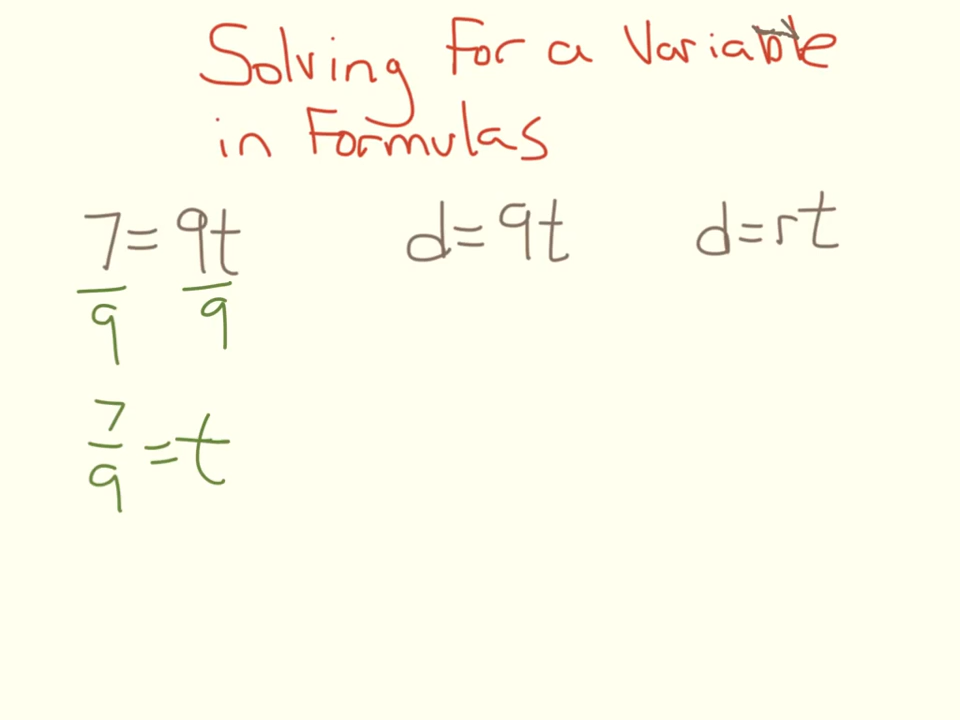 Solving For a Variable
in Formulas
7=9t d=9t d=rt
9 9
7
9 =t